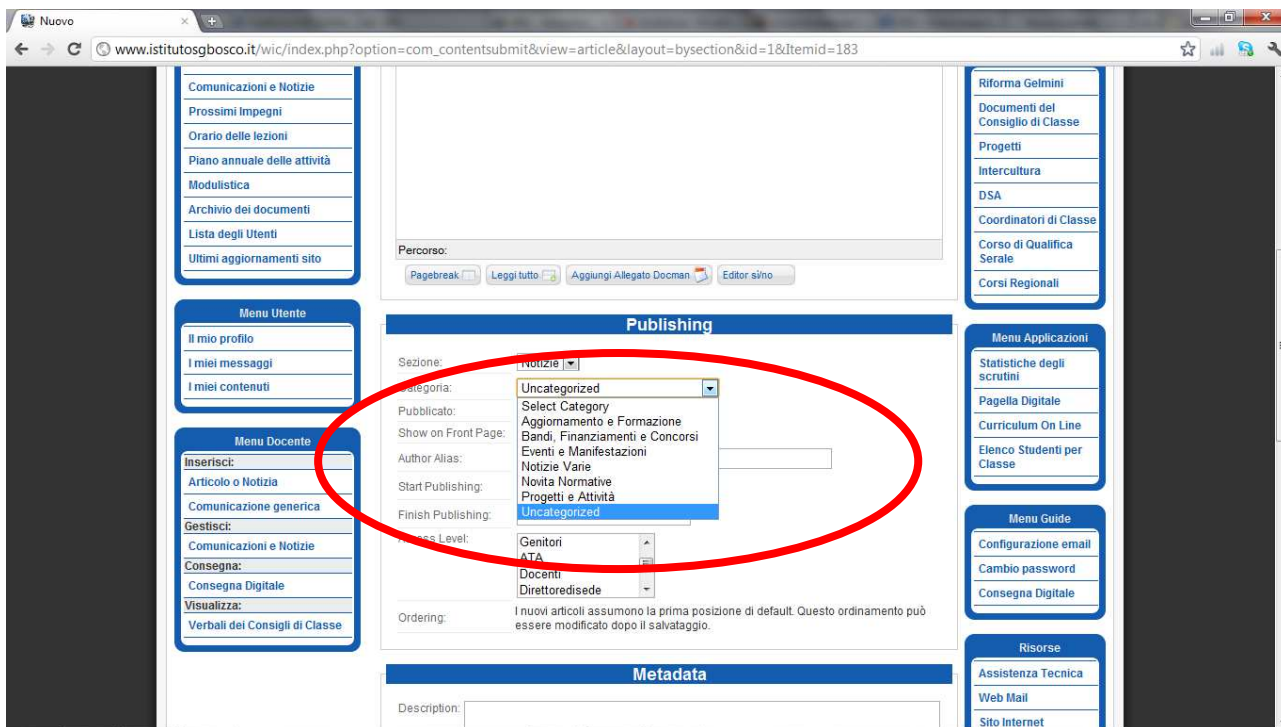 Nuovo
www.istitutosgbosco.it/wic/index.php?option=com_contentsubmit&view=article&layout=bysection&id=1&Itemid=183
Comunicazioni e Notizie
Prossimi Impegni
Orario delle lezioni
Piano annuale delle attività
Modulistica
Archivio dei documenti
Lista degli Utenti
Ultimi aggiornamenti sito
Menu Utente
Il mio profilo
I miei messaggi
I miei contenuti
Menu Docente
Inserisci:
Articolo o Notizia
Comunicazione generica
Gestisci:
Comunicazioni e Notizie
Consegna:
Consegna Digitale
Visualizza:
Verbali dei Consigli di Classe
Percorso:
Pagebreak
Leggi tutto
Aggiungi Allegato Docman
Editor sì/no
Publishing
Sezione:
Notizie
Categoria:
Uncategorized
Select Category
Aggiornamento e Formazione
Bandi, Finanziamenti e Concorsi
Eventi e Manifestazioni
Notizie Varie
Novita Normative
Progetti e Attività
Uncategorized
Pubblicato:
Show on Front Page:
Author Alias:
Start Publishing:
Finish Publishing:
Access Level:
Genitori
ATA
Docenti
Direttoredisede
Ordering:
I nuovi articoli assumono la prima posizione di default. Questo ordinamento può
essere modificato dopo il salvataggio.
Metadata
Description:
Riforma Gelmini
Documenti del
Consiglio di Classe
Progetti
Intercultura
DSA
Coordinatori di Classe
Corso di Qualifica
Serale
Corsi Regionali
Menu Applicazioni
Statistiche degli
scrutini
Pagella Digitale
Curriculum On Line
Elenco Studenti per
Classe
Menu Guide
Configurazione email
Cambio password
Consegna Digitale
Risorse
Assistenza Tecnica
Web Mail
Sito Internet